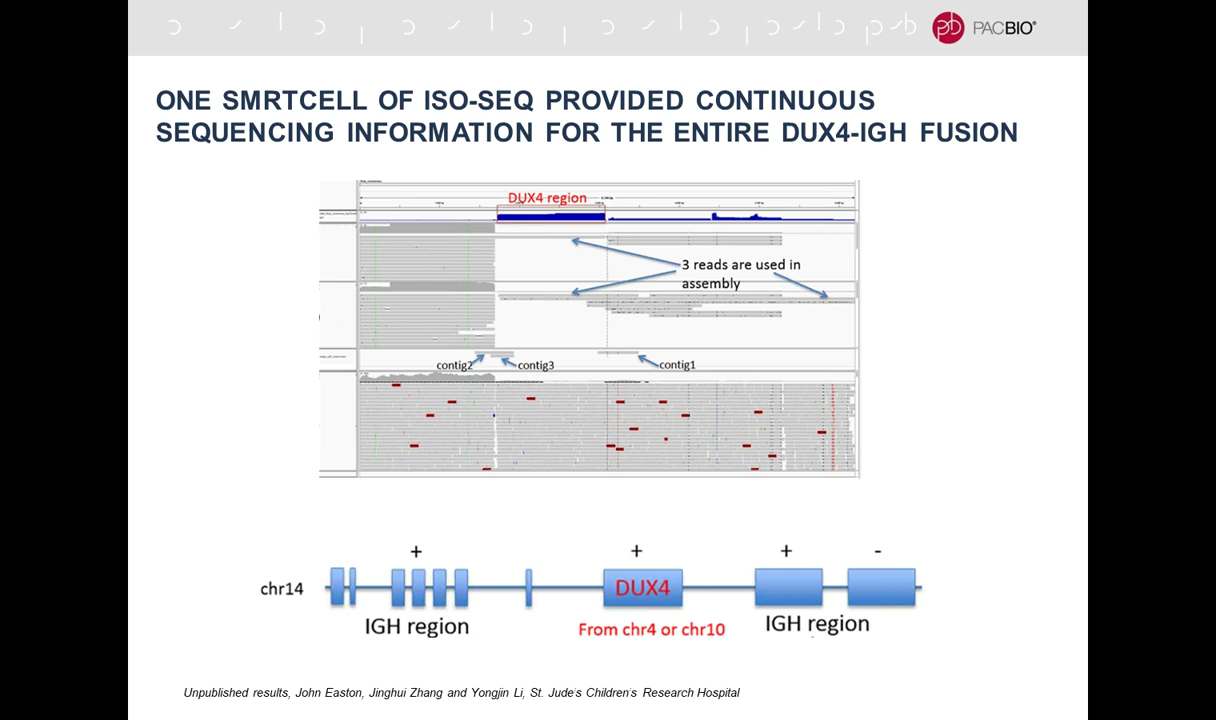 PACBIO®
ONE SMRTCELL OF ISO-SEQ PROVIDED CONTINUOUS
SEQUENCING INFORMATION FOR THE ENTIRE DUX4-IGH FUSION
DUX4 region
3 reads are used in
assembly
contig2
contig3
contig1
+ + + -
chr14
DUX4
IGH region
From chr4 or chr10
IGH region
Unpublished results, John Easton, Jinghui Zhang and Yongjin Li, St. Jude's Children's Research Hospital